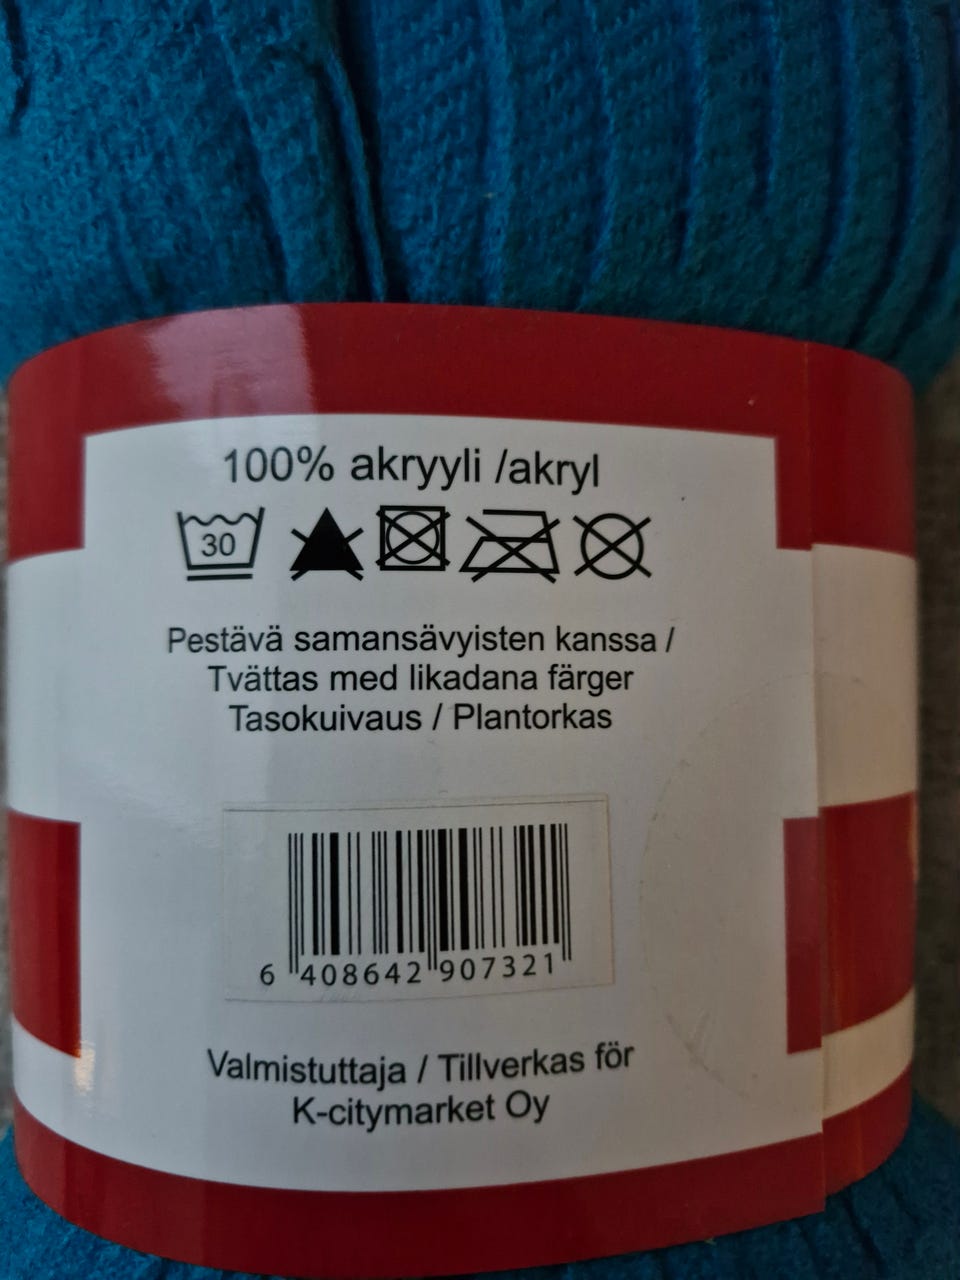 100% akryyli /akryl
30
Pestävä samansävyisten kanssa /
Tvättas med likadana färger
Tasokuivaus / Plantorkas
6 408642 907321
Valmistuttaja / Tillverkas för
K-citymarket Oy